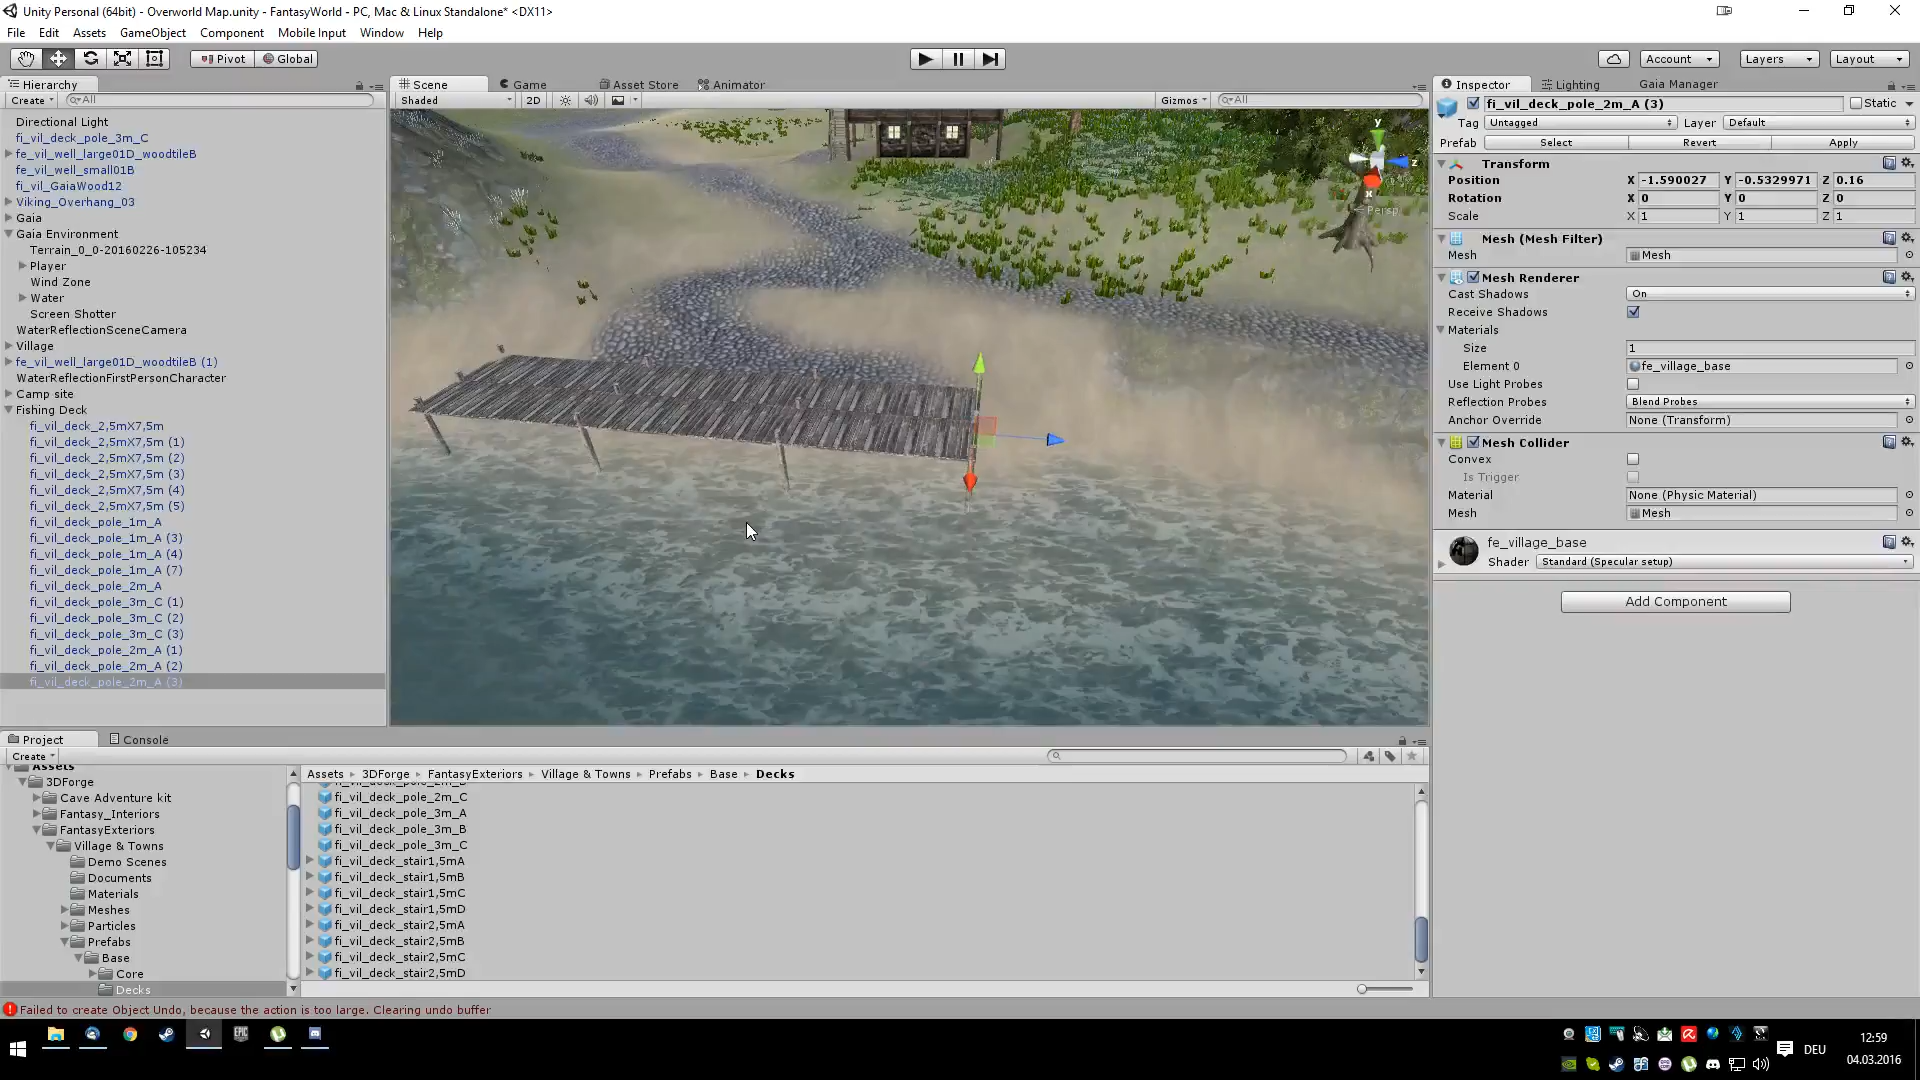 Unity Personal (64bit) - Overworld Map.unity - FantasyWorld - PC, Mac & Linux Standalone* <DX11>
File Edit Assets GameObject Component Mobile Input Window Help
Pivot Global Account Layers Layout
Hierarchy
Create All
Directional Light
fi_vil_deck_pole_3m_C
fe_vil_well_large01D_woodtileB
fe_vil_well_small01B
fi_vil_GaiaWood12
Viking_Overhang_03
Gaia
Gaia Environment
Terrain_0_0-20160226-105234
Player
Wind Zone
Water
Screen Shotter
WaterReflectionSceneCamera
Village
fe_vil_well_large01D_woodtileB (1)
WaterReflectionFirstPersonCharacter
Camp site
Fishing Deck
fi_vil_deck_2,5mX7,5m
fi_vil_deck_2,5mX7,5m (1)
fi_vil_deck_2,5mX7,5m (2)
fi_vil_deck_2,5mX7,5m (3)
fi_vil_deck_2,5mX7,5m (4)
fi_vil_deck_2,5mX7,5m (5)
fi_vil_deck_pole_1m_A
fi_vil_deck_pole_1m_A (3)
fi_vil_deck_pole_1m_A (4)
fi_vil_deck_pole_1m_A (7)
fi_vil_deck_pole_2m_A
fi_vil_deck_pole_3m_C (1)
fi_vil_deck_pole_3m_C (2)
fi_vil_deck_pole_3m_C (3)
fi_vil_deck_pole_2m_A (1)
fi_vil_deck_pole_2m_A (2)
fi_vil_deck_pole_2m_A (3)
Scene Game Asset Store Animator
Shaded 2D Gizmos All
y
z
x
Persp
Inspector Lighting Gaia Manager
fi_vil_deck_pole_2m_A (3) Static
Tag Untagged Layer Default
Prefab Select Revert Apply
Transform
Position X -1.590027 Y -0.5329971 Z 0.16
Rotation X 0 Y 0 Z 0
Scale X 1 Y 1 Z 1
Mesh (Mesh Filter)
Mesh Mesh
Mesh Renderer
Cast Shadows On
Receive Shadows
Materials
Size 1
Element 0 fe_village_base
Use Light Probes
Reflection Probes Blend Probes
Anchor Override None (Transform)
Mesh Collider
Convex
Is Trigger
Material None (Physic Material)
Mesh Mesh
fe_village_base
Shader Standard (Specular setup)
Add Component
Project Console
Create
Assets
3DForge
Cave Adventure kit
Fantasy_Interiors
FantasyExteriors
Village & Towns
Demo Scenes
Documents
Materials
Meshes
Particles
Prefabs
Base
Core
Decks
Assets 3DForge FantasyExteriors Village & Towns Prefabs Base Decks
fi_vil_deck_pole_2m_C
fi_vil_deck_pole_3m_A
fi_vil_deck_pole_3m_B
fi_vil_deck_pole_3m_C
fi_vil_deck_stair1,5mA
fi_vil_deck_stair1,5mB
fi_vil_deck_stair1,5mC
fi_vil_deck_stair1,5mD
fi_vil_deck_stair2,5mA
fi_vil_deck_stair2,5mB
fi_vil_deck_stair2,5mC
fi_vil_deck_stair2,5mD
Failed to create Object Undo, because the action is too large. Clearing undo buffer
EPIC
DEU
12:59
04.03.2016